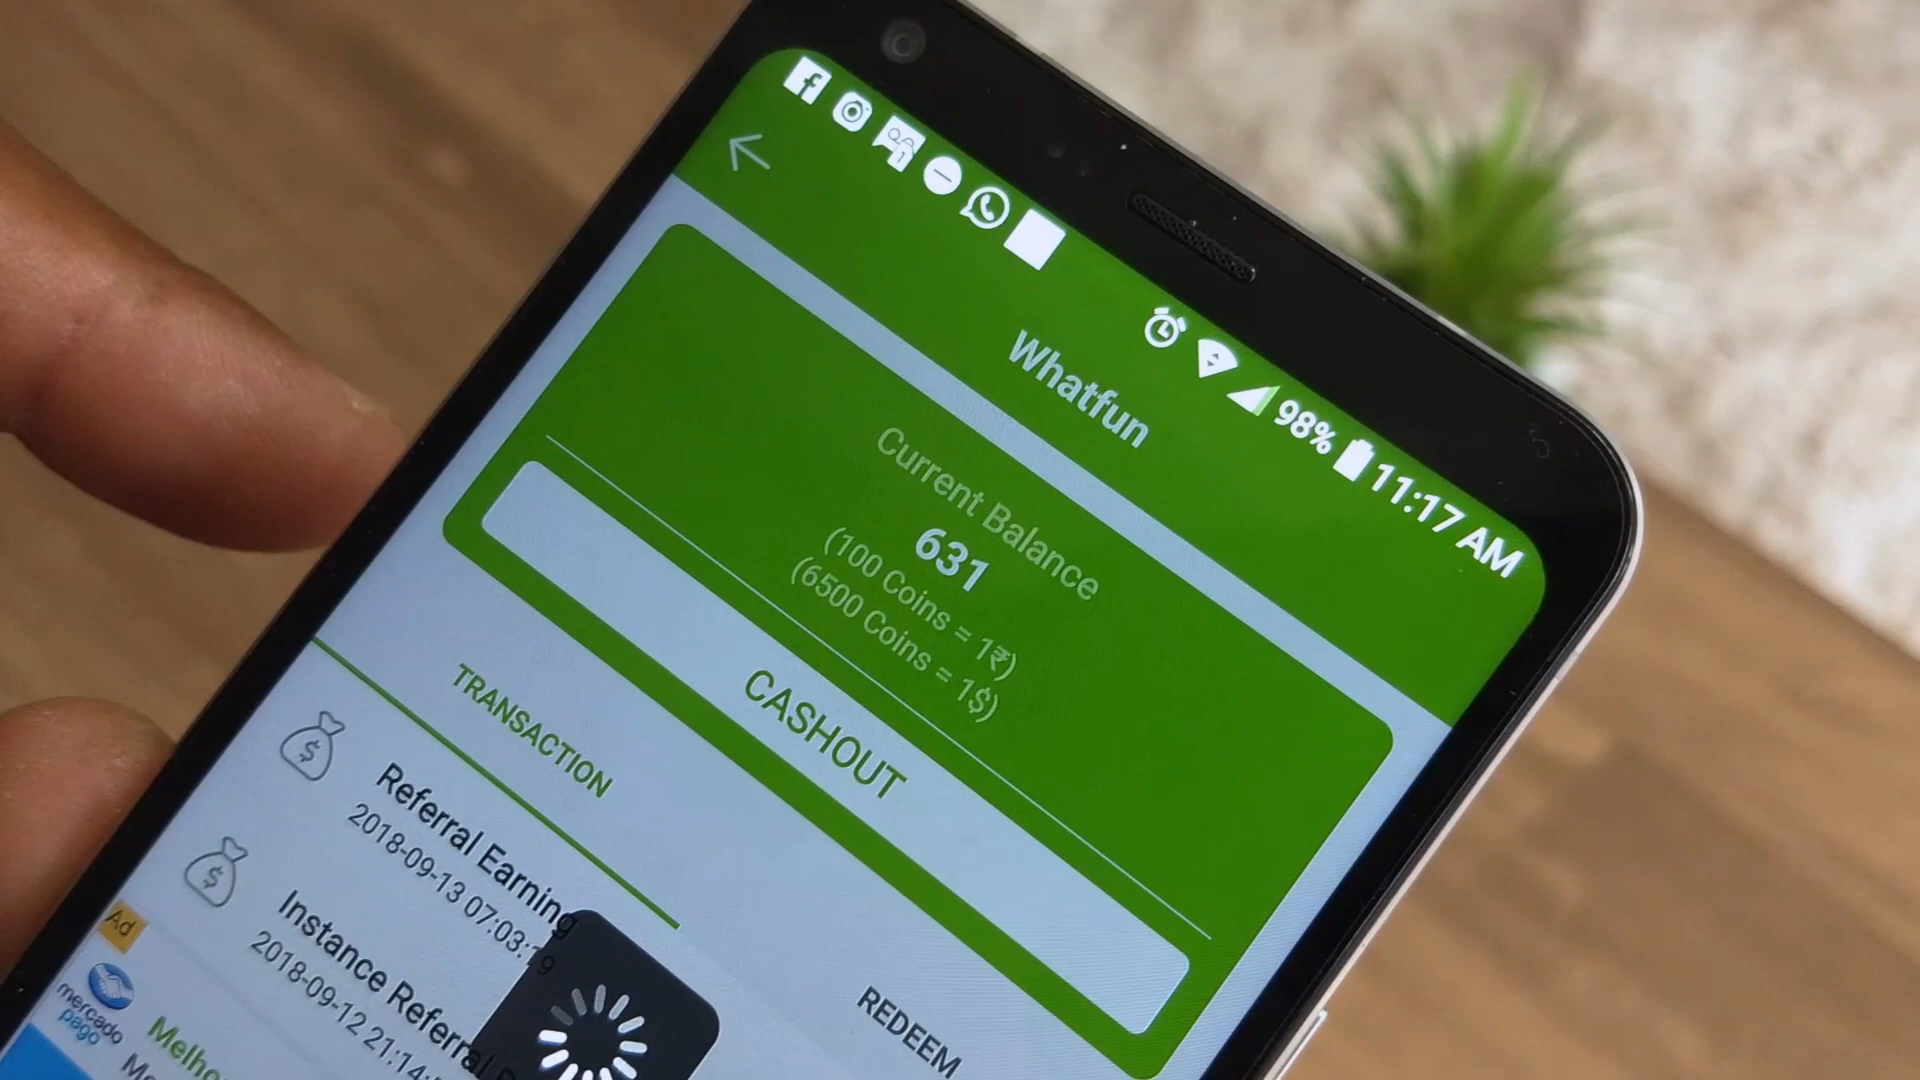 98% 11:17 AM
Whatfun
Current Balance
631
(100 Coins = 1₹)
(6500 Coins = 1$)
CASHOUT
TRANSACTION
REDEEM
Referral Earning
2018-09-13 07:03:19
Instance Referral
2018-09-12 21:14:
Ad
mercado
pago